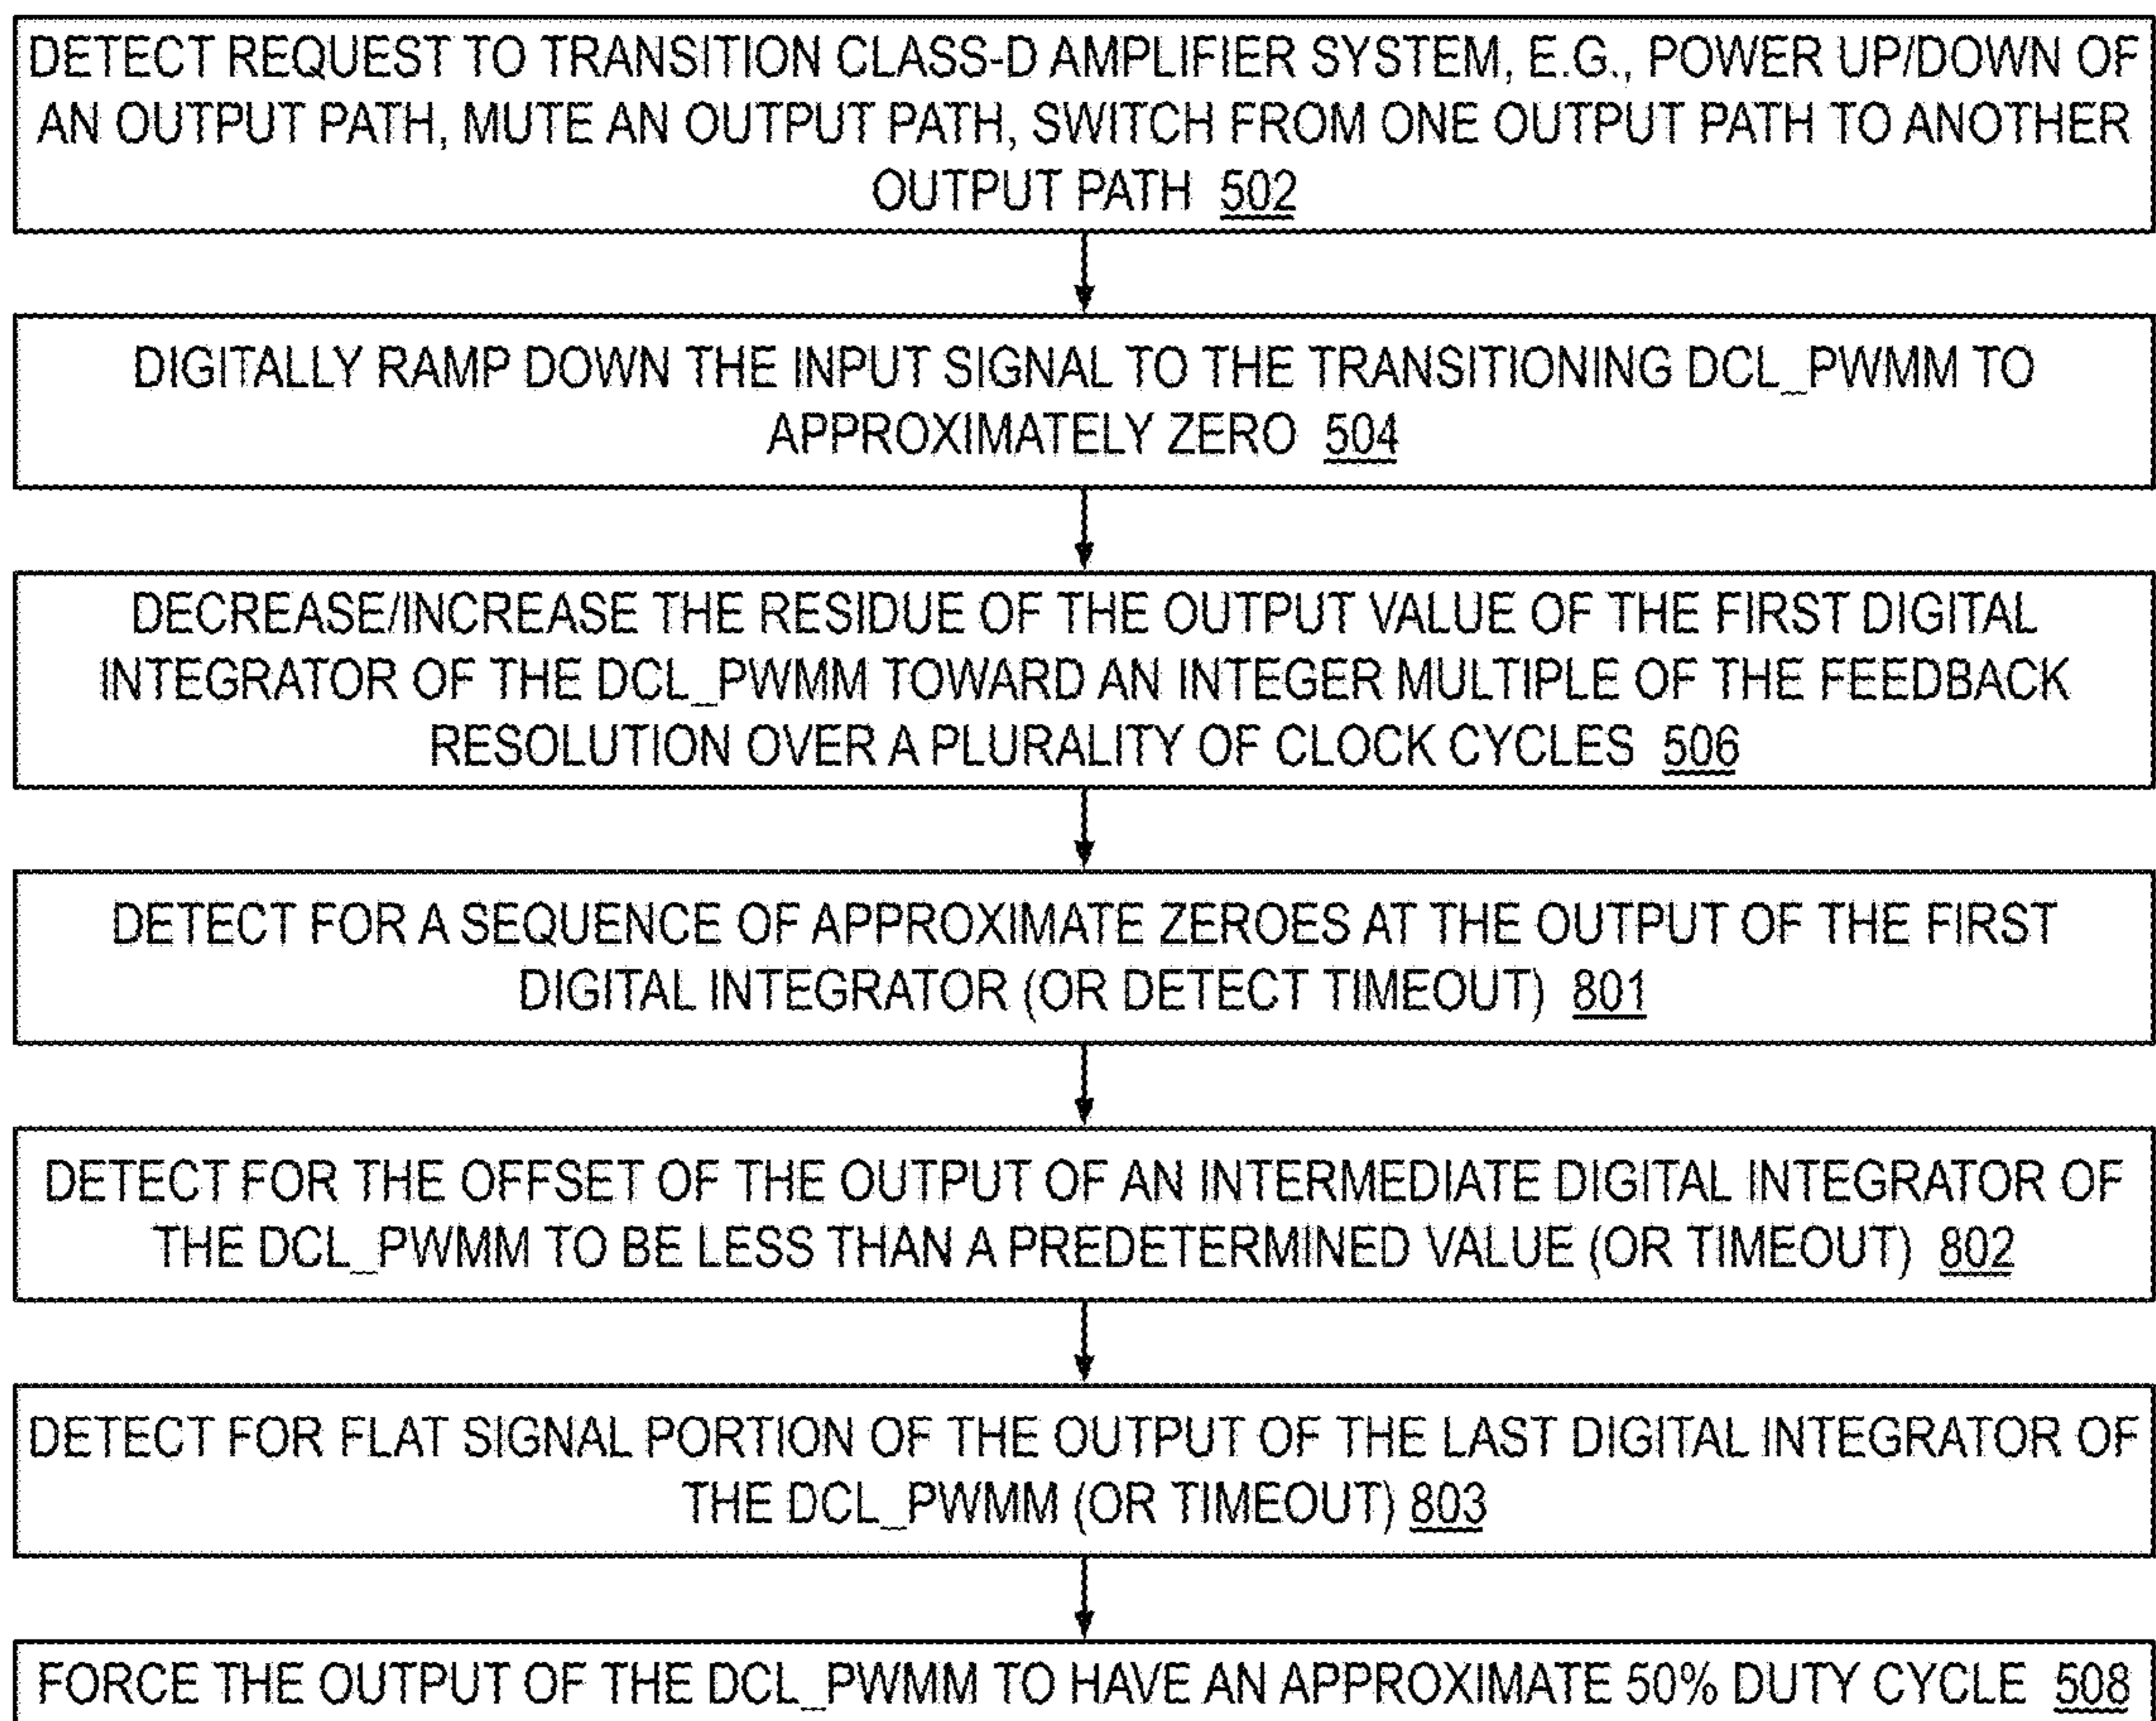 DETECT REQUEST TO TRANSITION CLASS-D AMPLIFIER SYSTEM, E.G., POWER UP/DOWN OF
AN OUTPUT PATH, MUTE AN OUTPUT PATH, SWITCH FROM ONE OUTPUT PATH TO ANOTHER
OUTPUT PATH 502
DIGITALLY RAMP DOWN THE INPUT SIGNAL TO THE TRANSITIONING DCL_PWMM TO
APPROXIMATELY ZERO 504
DECREASE/INCREASE THE RESIDUE OF THE OUTPUT VALUE OF THE FIRST DIGITAL
INTEGRATOR OF THE DCL_PWMM TOWARD AN INTEGER MULTIPLE OF THE FEEDBACK
RESOLUTION OVER A PLURALITY OF CLOCK CYCLES 506
DETECT FOR A SEQUENCE OF APPROXIMATE ZEROES AT THE OUTPUT OF THE FIRST
DIGITAL INTEGRATOR (OR DETECT TIMEOUT) 801
DETECT FOR THE OFFSET OF THE OUTPUT OF AN INTERMEDIATE DIGITAL INTEGRATOR OF
THE DCL_PWMM TO BE LESS THAN A PREDETERMINED VALUE (OR TIMEOUT) 802
DETECT FOR FLAT SIGNAL PORTION OF THE OUTPUT OF THE LAST DIGITAL INTEGRATOR OF
THE DCL_PWMM (OR TIMEOUT) 803
FORCE THE OUTPUT OF THE DCL_PWMM TO HAVE AN APPROXIMATE 50% DUTY CYCLE 508